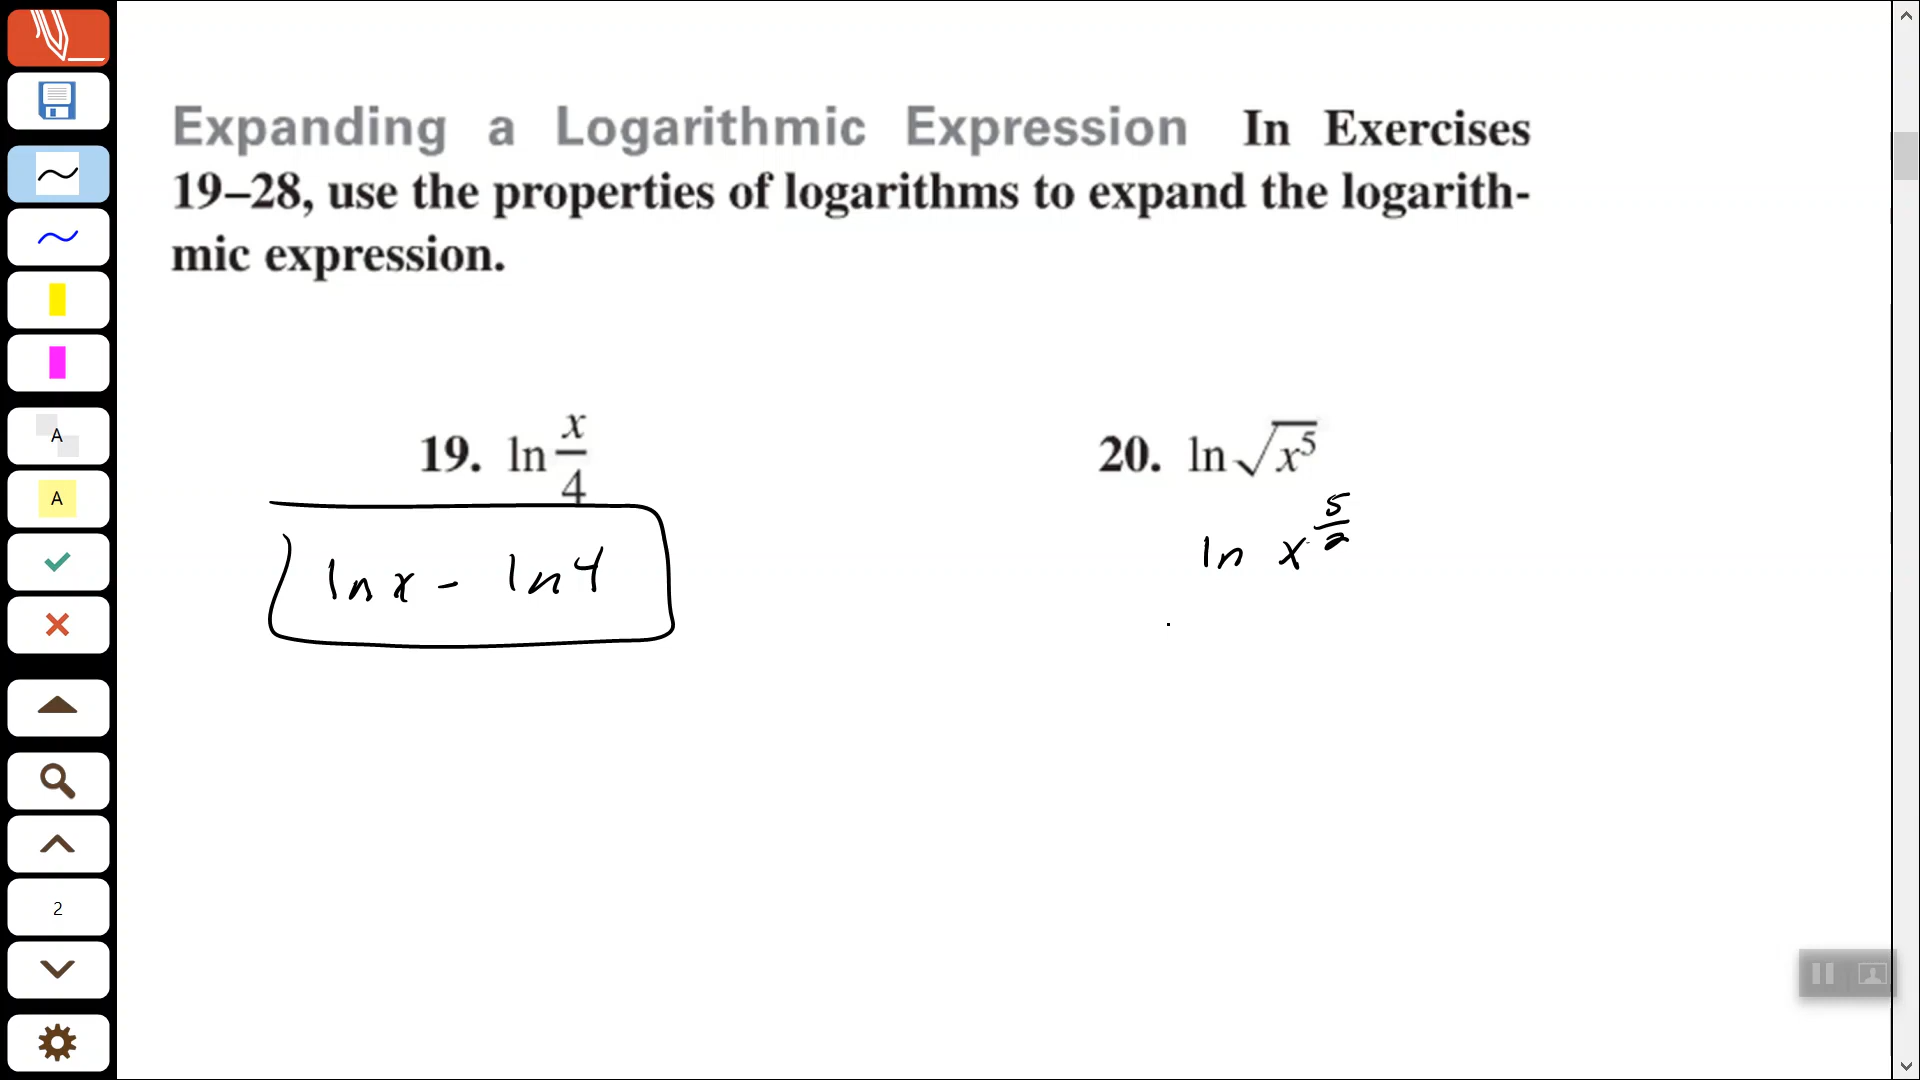 Expanding a Logarithmic Expression In Exercises
19–28, use the properties of logarithms to expand the logarith-
mic expression.
19. ln x/4
20. ln √x⁵
ln x - ln 4
ln x^(5/2)
A
A
2